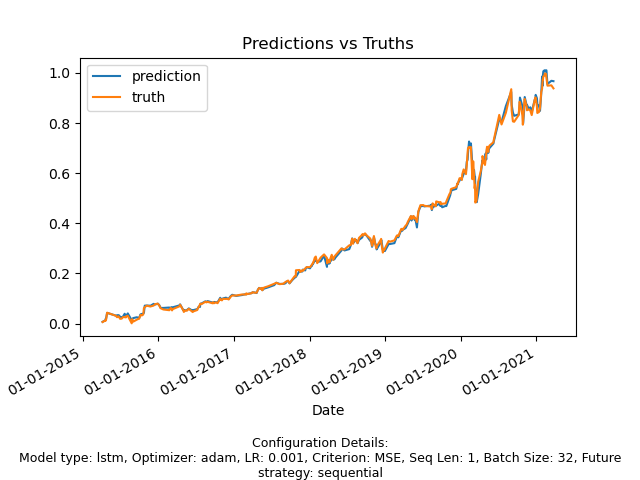 Predictions vs Truths
prediction
truth
1.0
0.8
0.6
0.4
0.2
0.0
01-01-2015
01-01-2016
01-01-2017
01-01-2018
01-01-2019
01-01-2020
01-01-2021
Date
Configuration Details:
Model type: lstm, Optimizer: adam, LR: 0.001, Criterion: MSE, Seq Len: 1, Batch Size: 32, Future
strategy: sequential